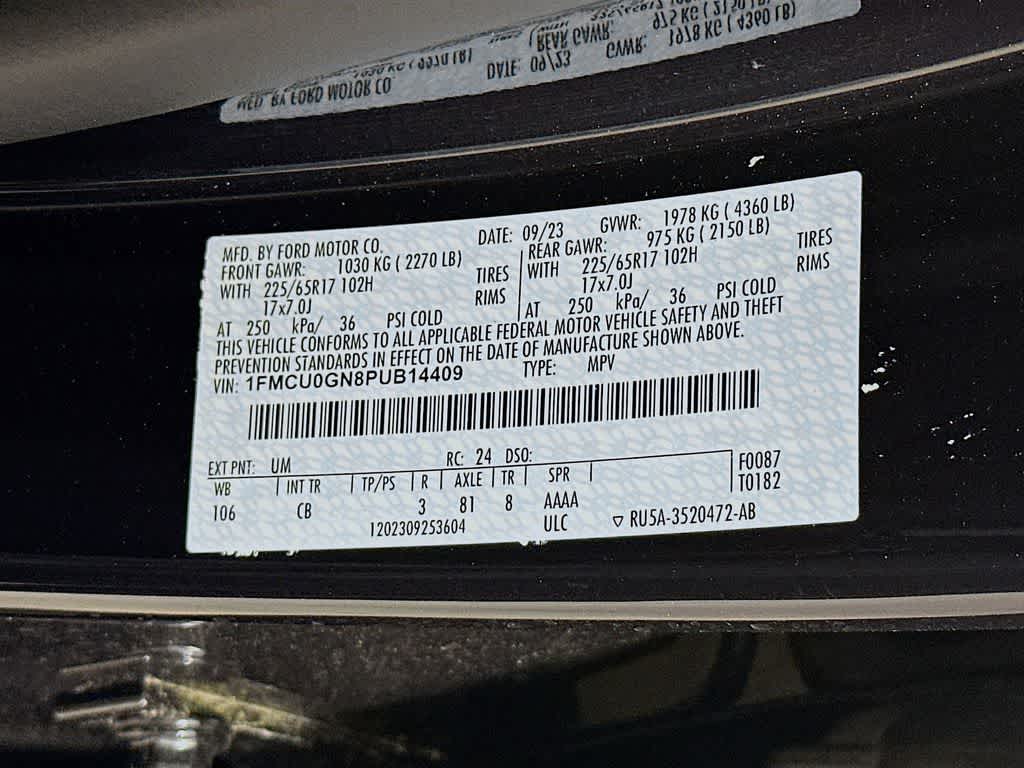 MFD. BY FORD MOTOR CO. DATE: 09/23 GVWR: 1978 KG ( 4360 LB)
FRONT GAWR: 1030 KG ( 2270 LB) REAR GAWR: 975 KG ( 2150 LB)
WITH 225/65R17 102H TIRES WITH 225/65R17 102H TIRES
17x7.0J RIMS 17x7.0J RIMS
AT 250 kPa/ 36 PSI COLD AT 250 kPa/ 36 PSI COLD
THIS VEHICLE CONFORMS TO ALL APPLICABLE FEDERAL MOTOR VEHICLE SAFETY AND THEFT
PREVENTION STANDARDS IN EFFECT ON THE DATE OF MANUFACTURE SHOWN ABOVE.
VIN: 1FMCU0GN8PUB14409 TYPE: MPV
EXT PNT: UM RC: 24 DSO:
WB INT TR TP/PS R AXLE TR SPR F0087
106 CB 3 81 8 AAAA T0182
1202309253604 ULC ▽ RU5A-3520472-AB